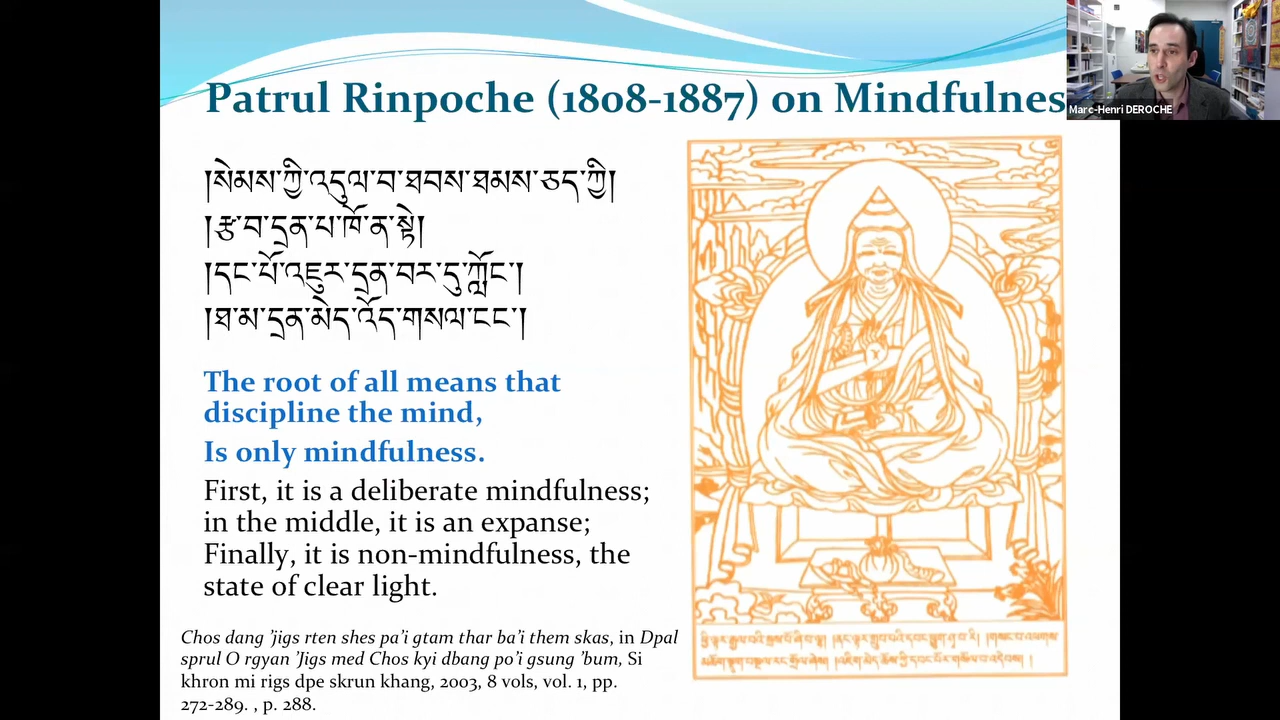 Patrul Rinpoche (1808-1887) on Mindfulnes
Marc-Henri DEROCHE
།སེམས་ཀྱི་འདུལ་བ་ཐབས་ཐམས་ཅད་ཀྱི།
།རྩ་བ་དྲན་པ་ཁོ་ན་སྟེ།
།དང་པོ་འཇུར་དྲན་བར་དུ་ཀློང་།
།ཐ་མ་དྲན་མེད་འོད་གསལ་ངང་།
The root of all means that
discipline the mind,
Is only mindfulness.
First, it is a deliberate mindfulness;
in the middle, it is an expanse;
Finally, it is non-mindfulness, the
state of clear light.
Chos dang ’jigs rten shes pa’i gtam thar ba’i them skas, in Dpal
sprul O rgyan ’Jigs med Chos kyi dbang po’i gsung ’bum, Si
khron mi rigs dpe skrun khang, 2003, 8 vols, vol. 1, pp.
272-289. , p. 288.